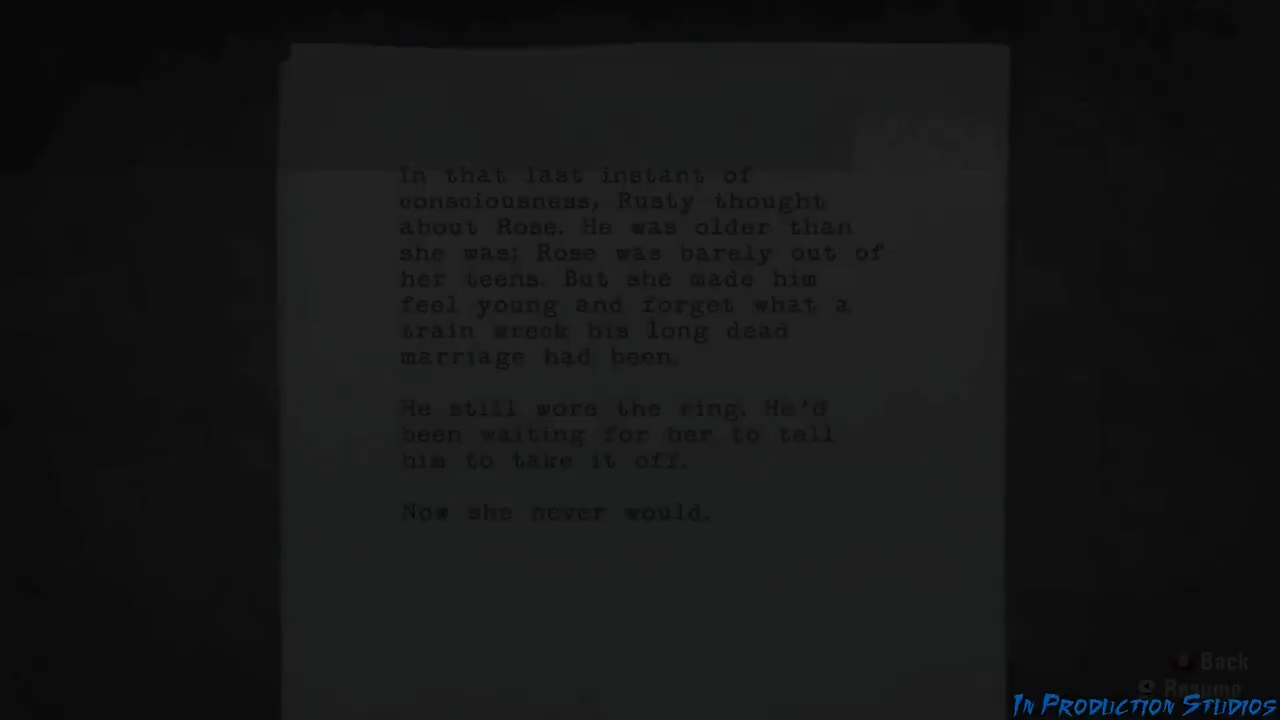 In that last instant of
consciousness, Rusty thought
about Rose. He was older than
she was; Rose was barely out of
her teens. But she made him
feel young and forget what a
train wreck his long dead
marriage had been.
He still wore the ring. He'd
been waiting for her to tell
him to take it off.
Now she never would.
Back
Resume
In Production Studios